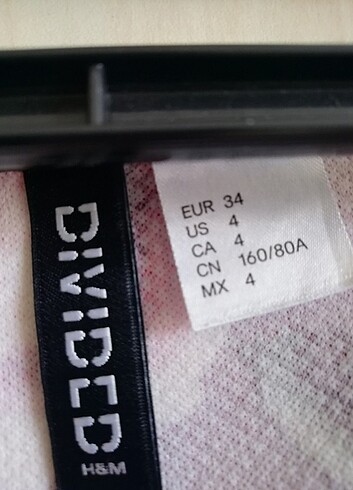 DIVIDED
H&M
EUR 34
US 4
CA 4
CN 160/80A
MX 4